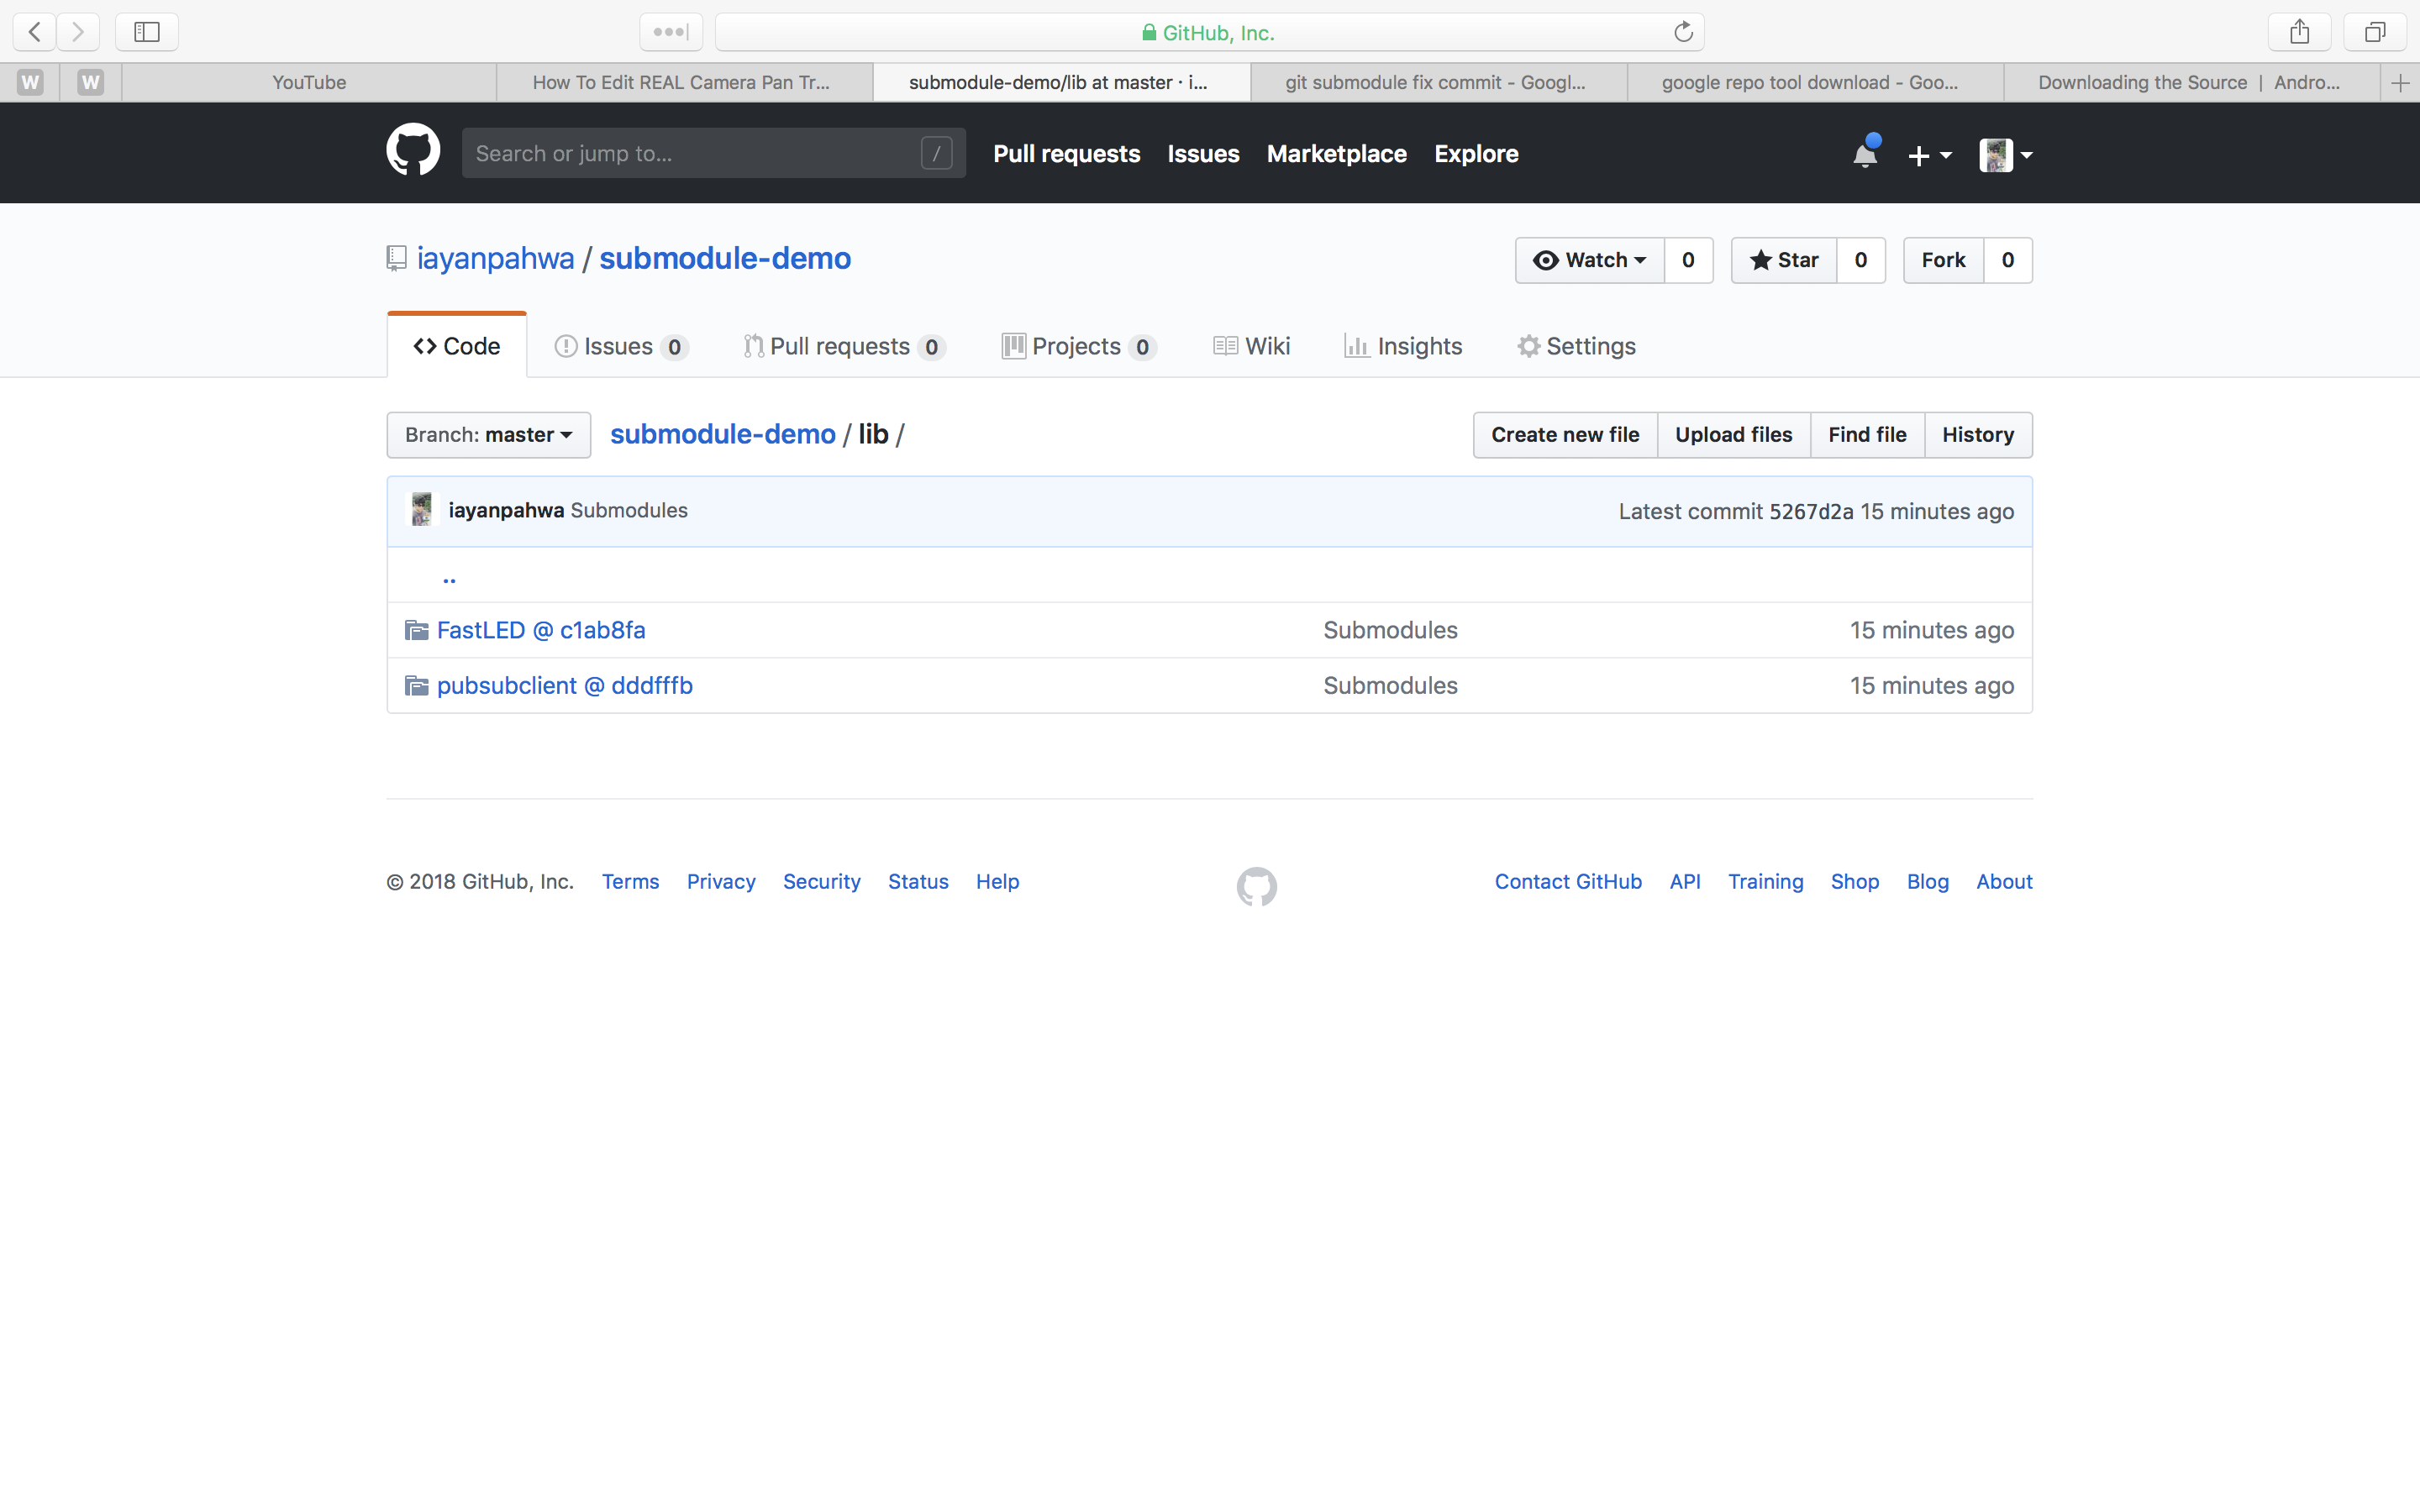 GitHub, Inc.
W W YouTube How To Edit REAL Camera Pan Tr... submodule-demo/lib at master · i... git submodule fix commit - Googl... google repo tool download - Goo... Downloading the Source | Andro...
Search or jump to... / Pull requests Issues Marketplace Explore
iayanpahwa / submodule-demo Watch 0 Star 0 Fork 0
Code Issues 0 Pull requests 0 Projects 0 Wiki Insights Settings
Branch: master submodule-demo / lib / Create new file Upload files Find file History
iayanpahwa Submodules Latest commit 5267d2a 15 minutes ago
..
FastLED @ c1ab8fa Submodules 15 minutes ago
pubsubclient @ dddfffb Submodules 15 minutes ago
© 2018 GitHub, Inc. Terms Privacy Security Status Help Contact GitHub API Training Shop Blog About